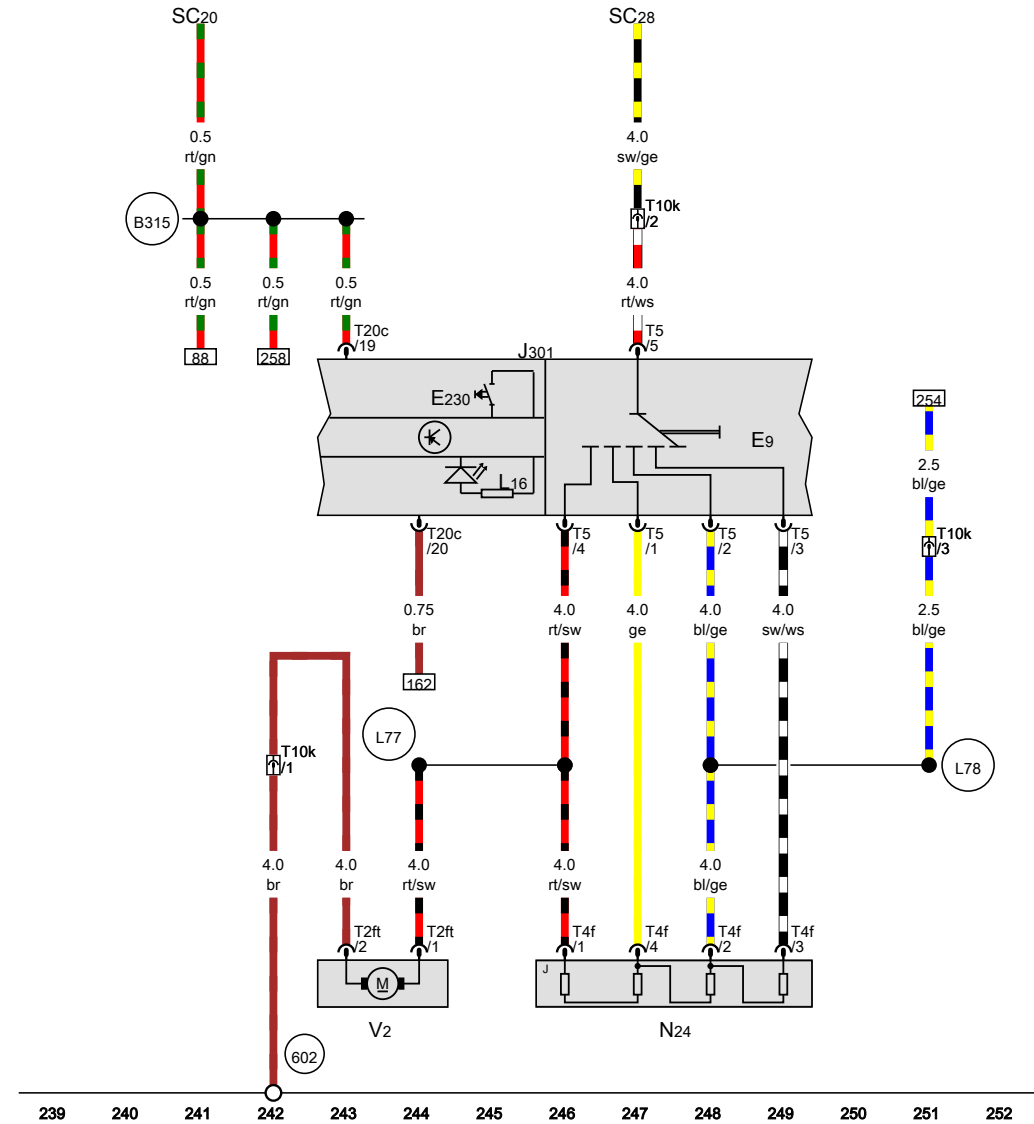 SC20
SC28
0.5
rt/gn
4.0
sw/ge
B315
T10k
/2
0.5
rt/gn
0.5
rt/gn
0.5
rt/gn
4.0
rt/ws
T20c
/19
T5
/5
88
258
J301
E230
E9
L16
254
2.5
bl/ge
T10k
/3
T20c
/20
T5
/4
T5
/1
T5
/2
T5
/3
0.75
br
4.0
rt/sw
4.0
ge
4.0
bl/ge
4.0
sw/ws
2.5
bl/ge
162
L77
T10k
/1
L78
4.0
br
4.0
br
4.0
rt/sw
4.0
rt/sw
4.0
bl/ge
T2ft
/2
T2ft
/1
T4f
/1
T4f
/4
T4f
/2
T4f
/3
M
J
V2
N24
602
239 240 241 242 243 244 245 246 247 248 249 250 251 252